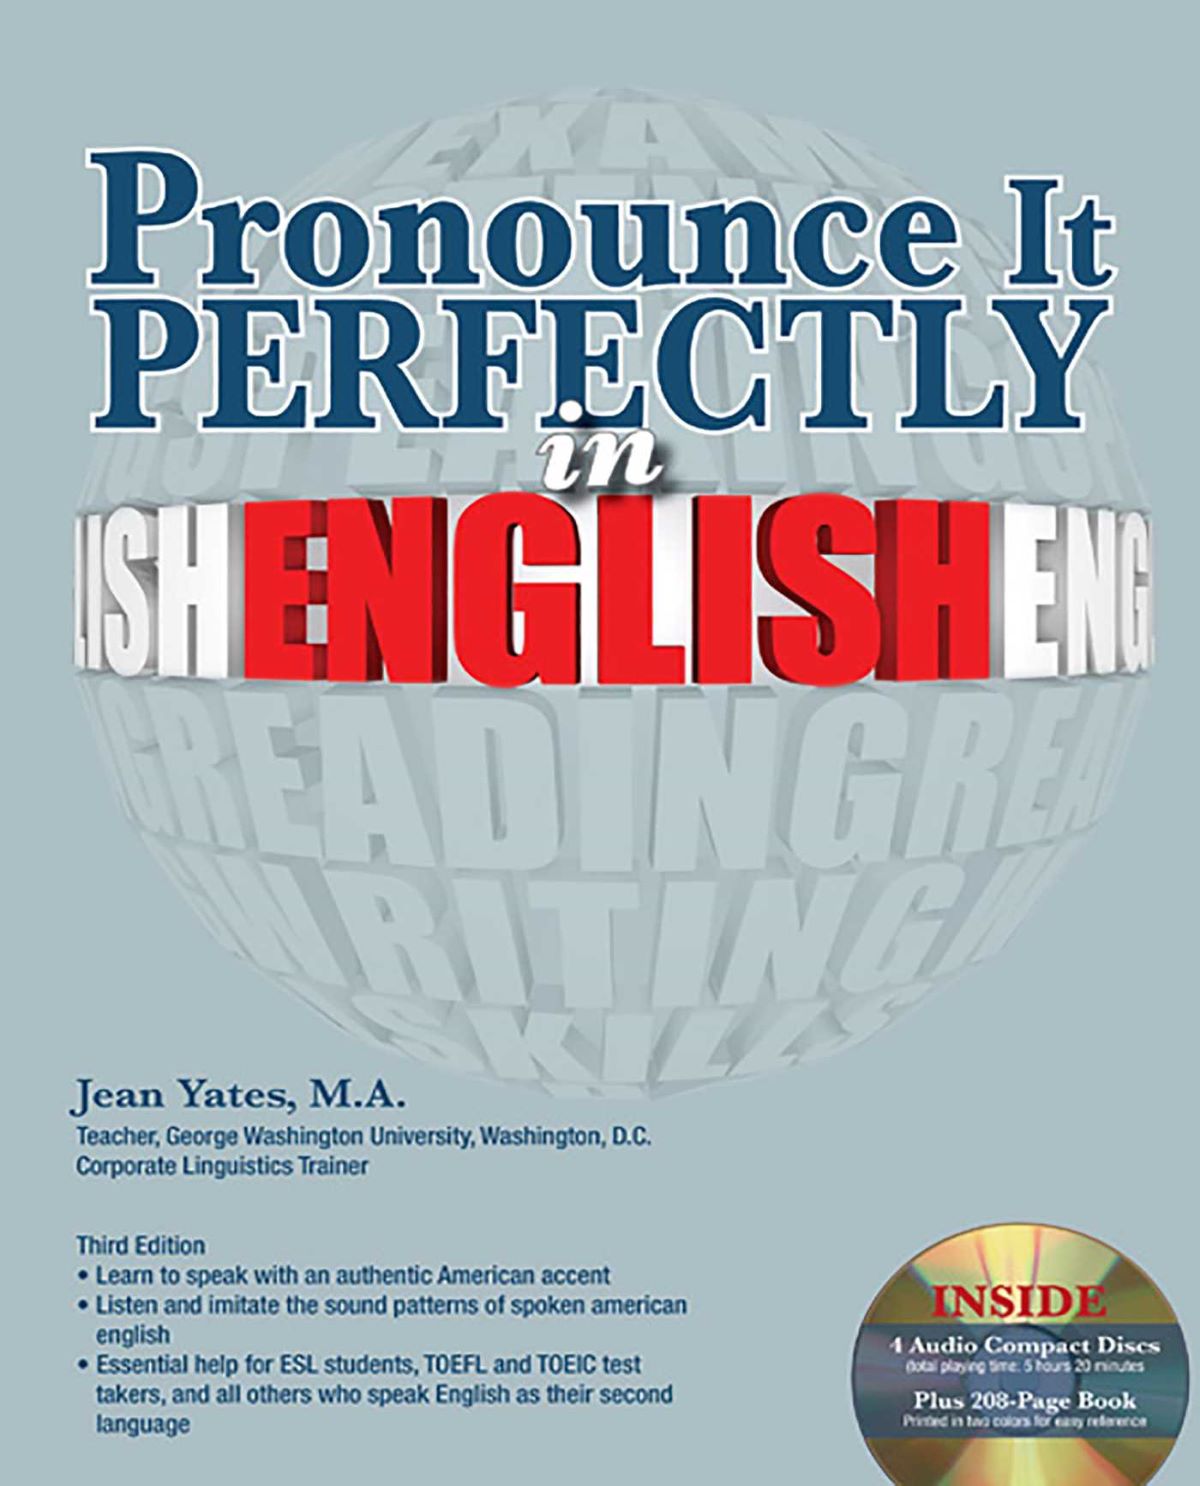 EXAM
Pronounce It
PERFECTLY
in
SPEAKING
LISH ENGLISH ENG
READING REA
WRITING
SKILLS
Jean Yates, M.A.
Teacher, George Washington University, Washington, D.C.
Corporate Linguistics Trainer
Third Edition
• Learn to speak with an authentic American accent
• Listen and imitate the sound patterns of spoken american
english
• Essential help for ESL students, TOEFL and TOEIC test
takers, and all others who speak English as their second
language
INSIDE
4 Audio Compact Discs
(total playing time: 5 hours 20 minutes
Plus 208-Page Book
Printed in two colors for easy reference